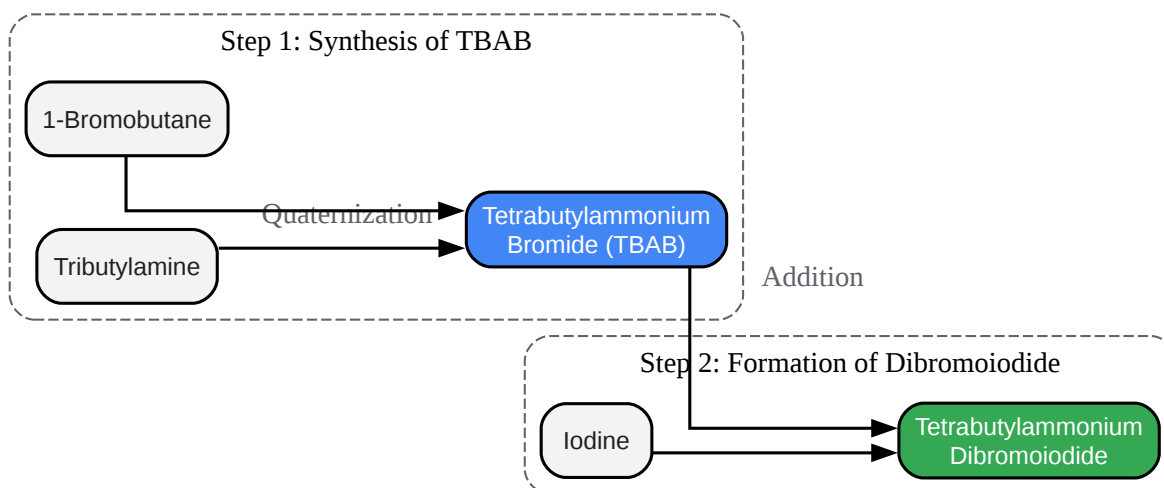 Step 1: Synthesis of TBAB
1-Bromobutane
Quaternization
Tetrabutylammonium
Bromide (TBAB)
Tributylamine
Addition
Step 2: Formation of Dibromoiodide
Iodine
Tetrabutylammonium
Dibromoiodide